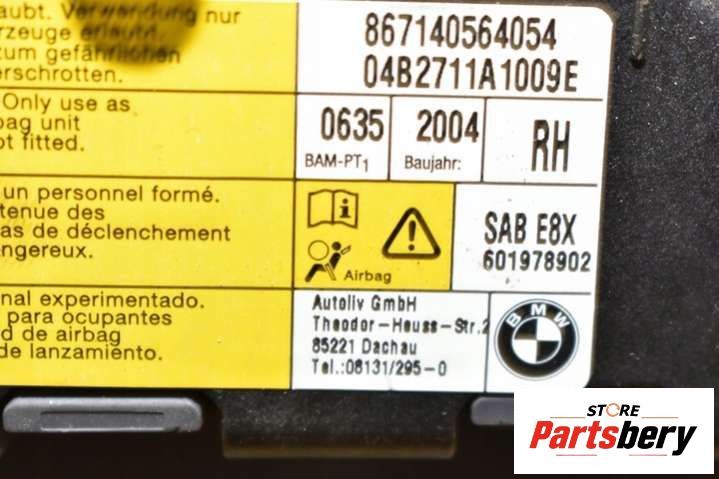 aubt. Verwendung nur
rzeuge erlaubt.
zum gefährlichen
erschrotten.
Only use as
bag unit
ot fitted.
un personnel formé.
tenue des
as de déclenchement
ngereux.
nal experimentado.
para ocupantes
d de airbag
de lanzamiento.
867140564054
04B2711A1009E
0635
BAM-PT1
2004
Baujahr:
RH
Airbag
SAB E8X
601978902
Autoliv GmbH
Theodor-Heuss-Str.2
85221 Dachau
Tel.:08131/295-0
BMW
STORE
Partsbery